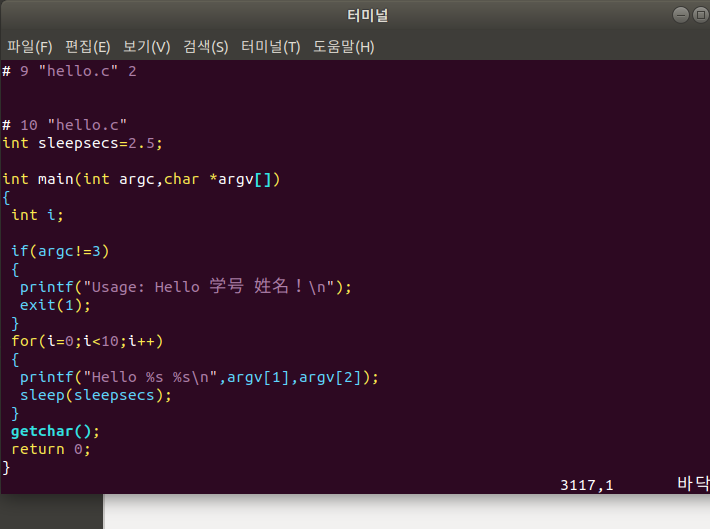 터미널
파일(F) 편집(E) 보기(V) 검색(S) 터미널(T) 도움말(H)
# 9 "hello.c" 2
# 10 "hello.c"
int sleepsecs=2.5;
int main(int argc,char *argv[])
{
int i;
if(argc!=3)
{
printf("Usage: Hello 学号 姓名！\n");
exit(1);
}
for(i=0;i<10;i++)
{
printf("Hello %s %s\n",argv[1],argv[2]);
sleep(sleepsecs);
}
getchar();
return 0;
}
3117,1 바닥